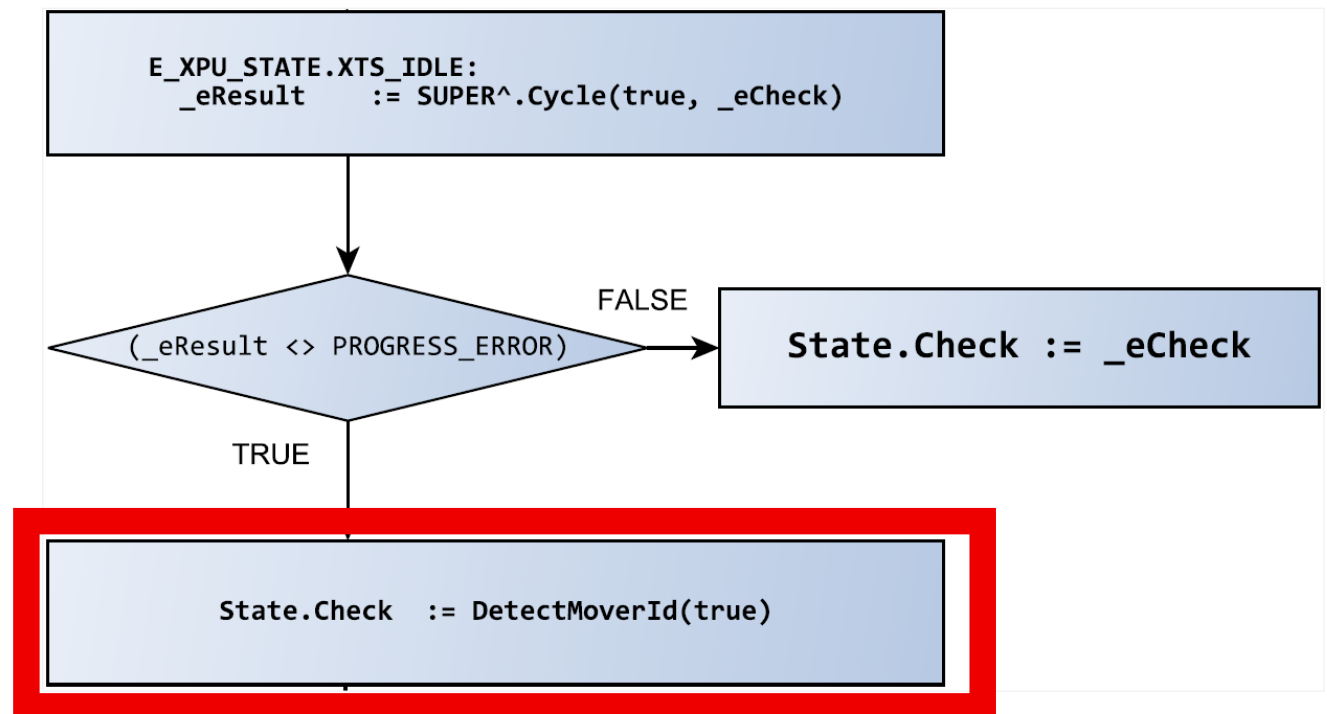 E_XPU_STATE.XTS_IDLE:
_eResult := SUPER^.Cycle(true, _eCheck)
(_eResult <> PROGRESS_ERROR)
FALSE
State.Check := _eCheck
TRUE
State.Check := DetectMoverId(true)